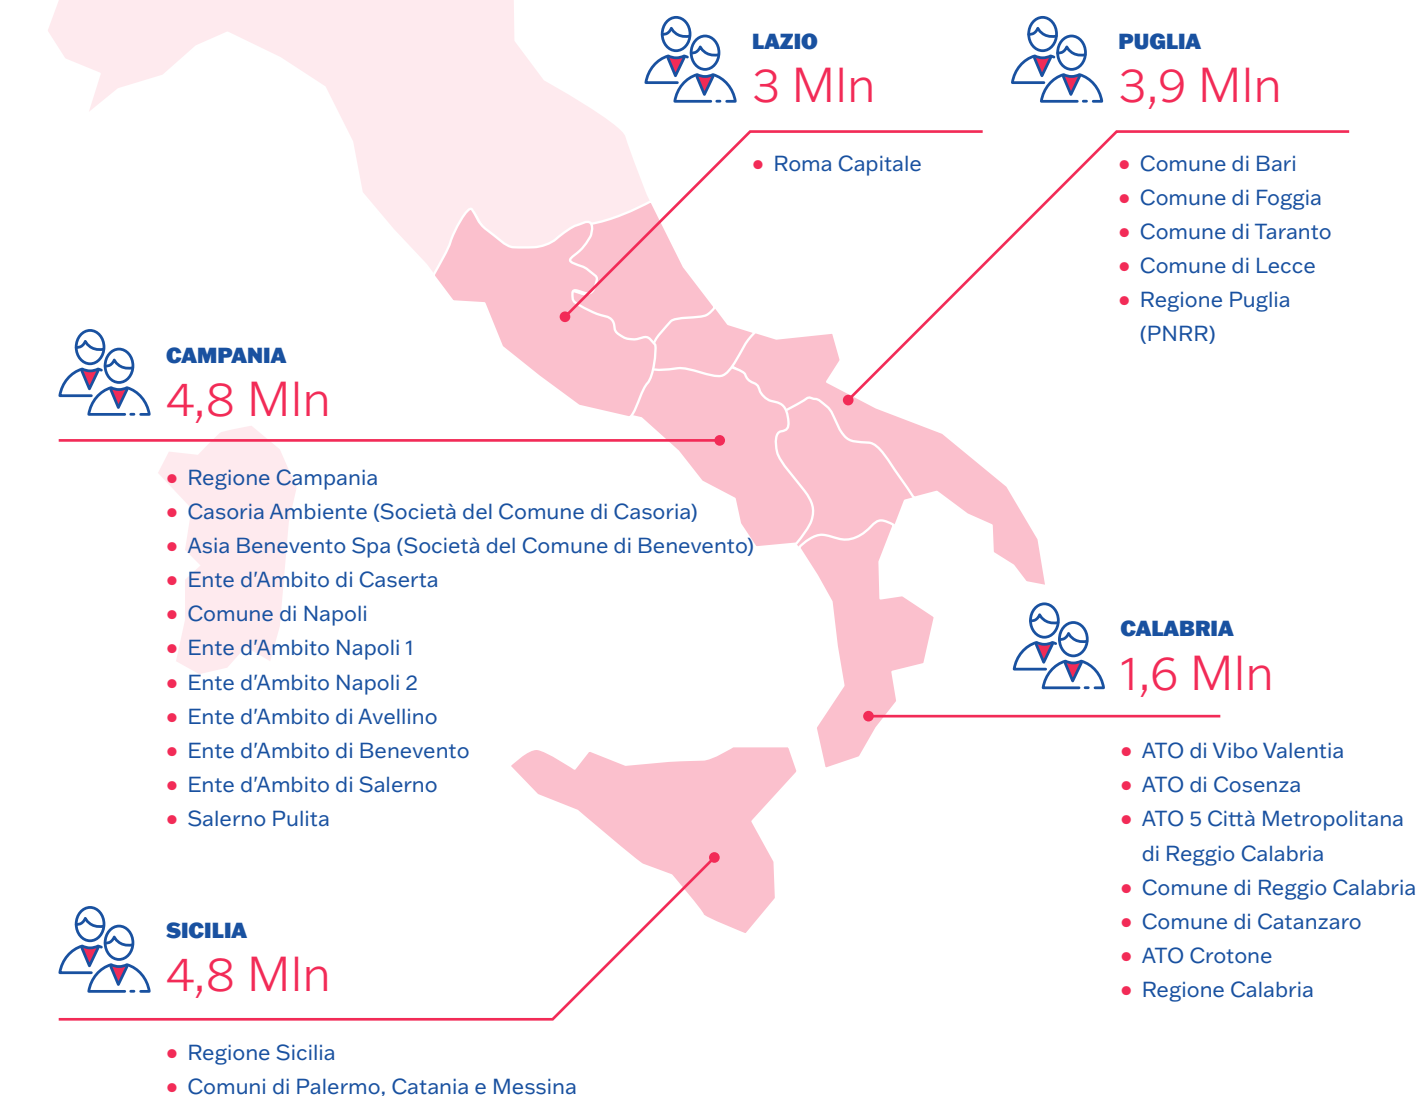 LAZIO
3 Mln
Roma Capitale
PUGLIA
3,9 Mln
Comune di Bari
Comune di Foggia
Comune di Taranto
Comune di Lecce
Regione Puglia
(PNRR)
CAMPANIA
4,8 Mln
Regione Campania
Casoria Ambiente (Società del Comune di Casoria)
Asia Benevento Spa (Società del Comune di Benevento)
Ente d'Ambito di Caserta
Comune di Napoli
Ente d'Ambito Napoli 1
Ente d'Ambito Napoli 2
Ente d'Ambito di Avellino
Ente d'Ambito di Benevento
Ente d'Ambito di Salerno
Salerno Pulita
CALABRIA
1,6 Mln
ATO di Vibo Valentia
ATO di Cosenza
ATO 5 Città Metropolitana
di Reggio Calabria
Comune di Reggio Calabria
Comune di Catanzaro
ATO Crotone
Regione Calabria
SICILIA
4,8 Mln
Regione Sicilia
Comuni di Palermo, Catania e Messina